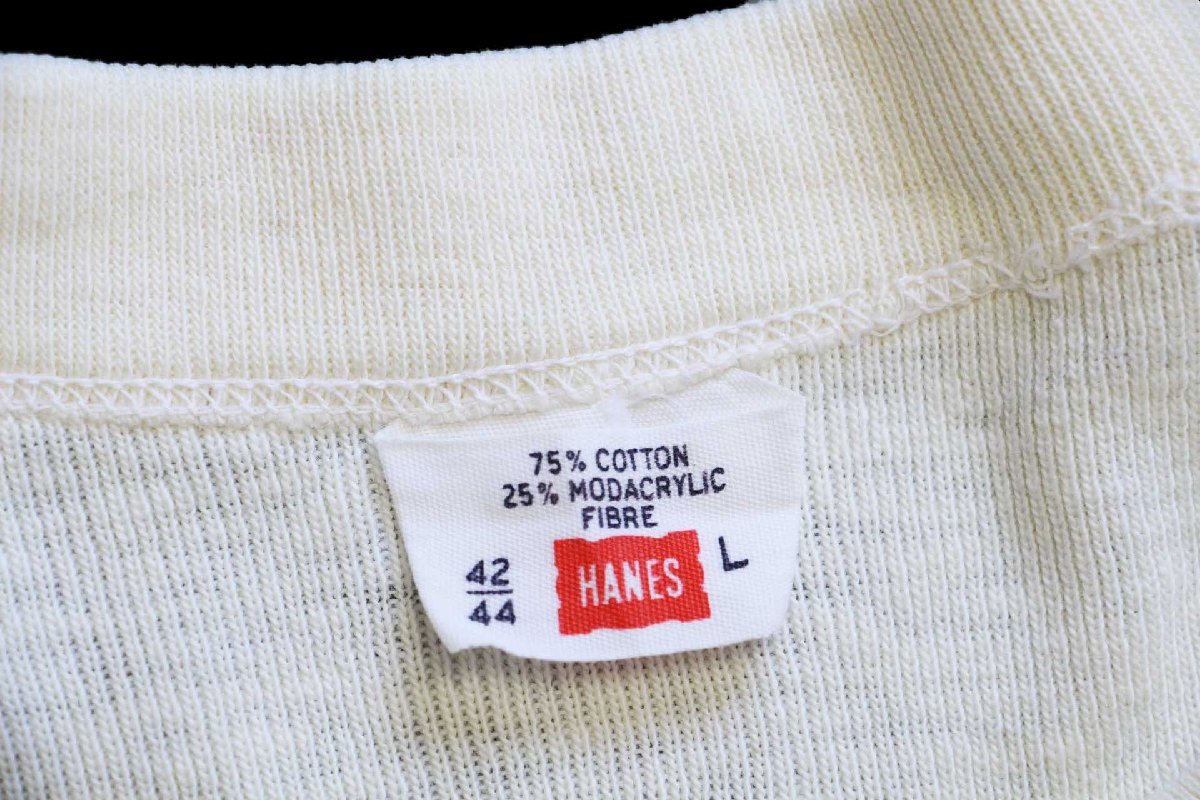 75% COTTON
25% MODACRYLIC
FIBRE
42
44
HANES
L